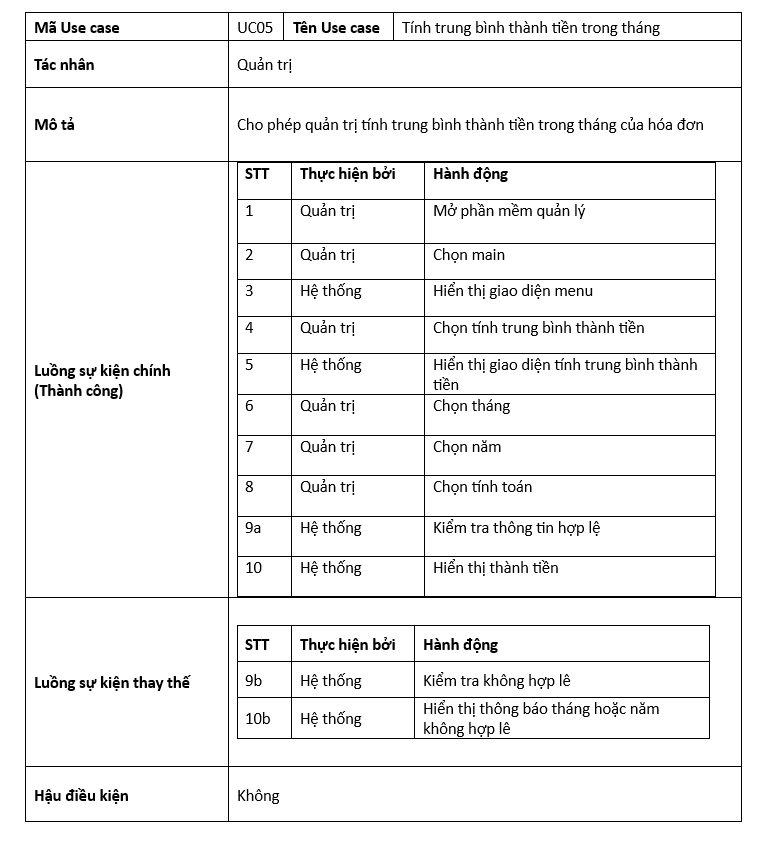 Mã Use case UC05 Tên Use case Tính trung bình thành tiền trong tháng
Tác nhân Quản trị
Mô tả Cho phép quản trị tính trung bình thành tiền trong tháng của hóa đơn
Luồng sự kiện chính
(Thành công)
STT Thực hiện bởi Hành động
1 Quản trị Mở phần mềm quản lý
2 Quản trị Chọn main
3 Hệ thống Hiển thị giao diện menu
4 Quản trị Chọn tính trung bình thành tiền
5 Hệ thống Hiển thị giao diện tính trung bình thành
tiền
6 Quản trị Chọn tháng
7 Quản trị Chọn năm
8 Quản trị Chọn tính toán
9a Hệ thống Kiểm tra thông tin hợp lệ
10 Hệ thống Hiển thị thành tiền
Luồng sự kiện thay thế
STT Thực hiện bởi Hành động
9b Hệ thống Kiểm tra không hợp lê
10b Hệ thống Hiển thị thông báo tháng hoặc năm
không hợp lê
Hậu điều kiện Không